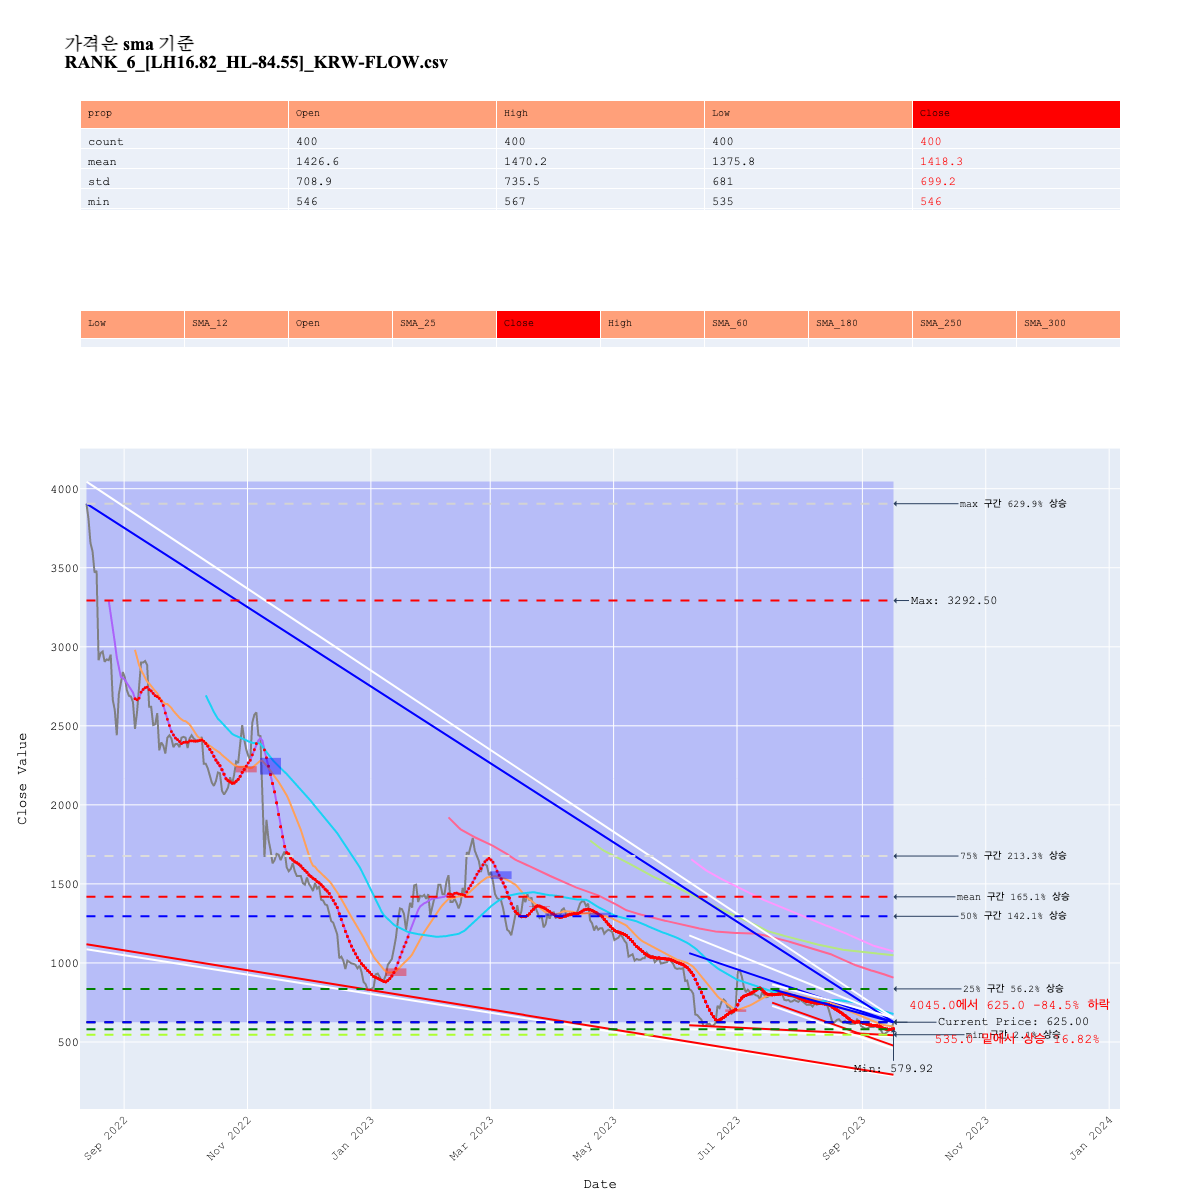 가격은 sma 기준
RANK_6_[LH16.82_HL-84.55]_KRW-FLOW.csv
prop Open High Low Close
count 400 400 400 400
mean 1426.6 1470.2 1375.8 1418.3
std 708.9 735.5 681 699.2
min 546 567 535 546
Low SMA_12 Open SMA_25 Close High SMA_60 SMA_180 SMA_250 SMA_300
4000
3500
3000
2500
2000
1500
1000
500
Close Value
max 구간 629.9% 상승
Max: 3292.50
75% 구간 213.3% 상승
mean 구간 165.1% 상승
50% 구간 142.1% 상승
25% 구간 56.2% 상승
4045.0에서 625.0 -84.5% 하락
Current Price: 625.00
min 구간 상승
535.0 밑에서 상승 16.82%
Min: 579.92
Sep 2022
Nov 2022
Jan 2023
Mar 2023
May 2023
Jul 2023
Sep 2023
Nov 2023
Jan 2024
Date